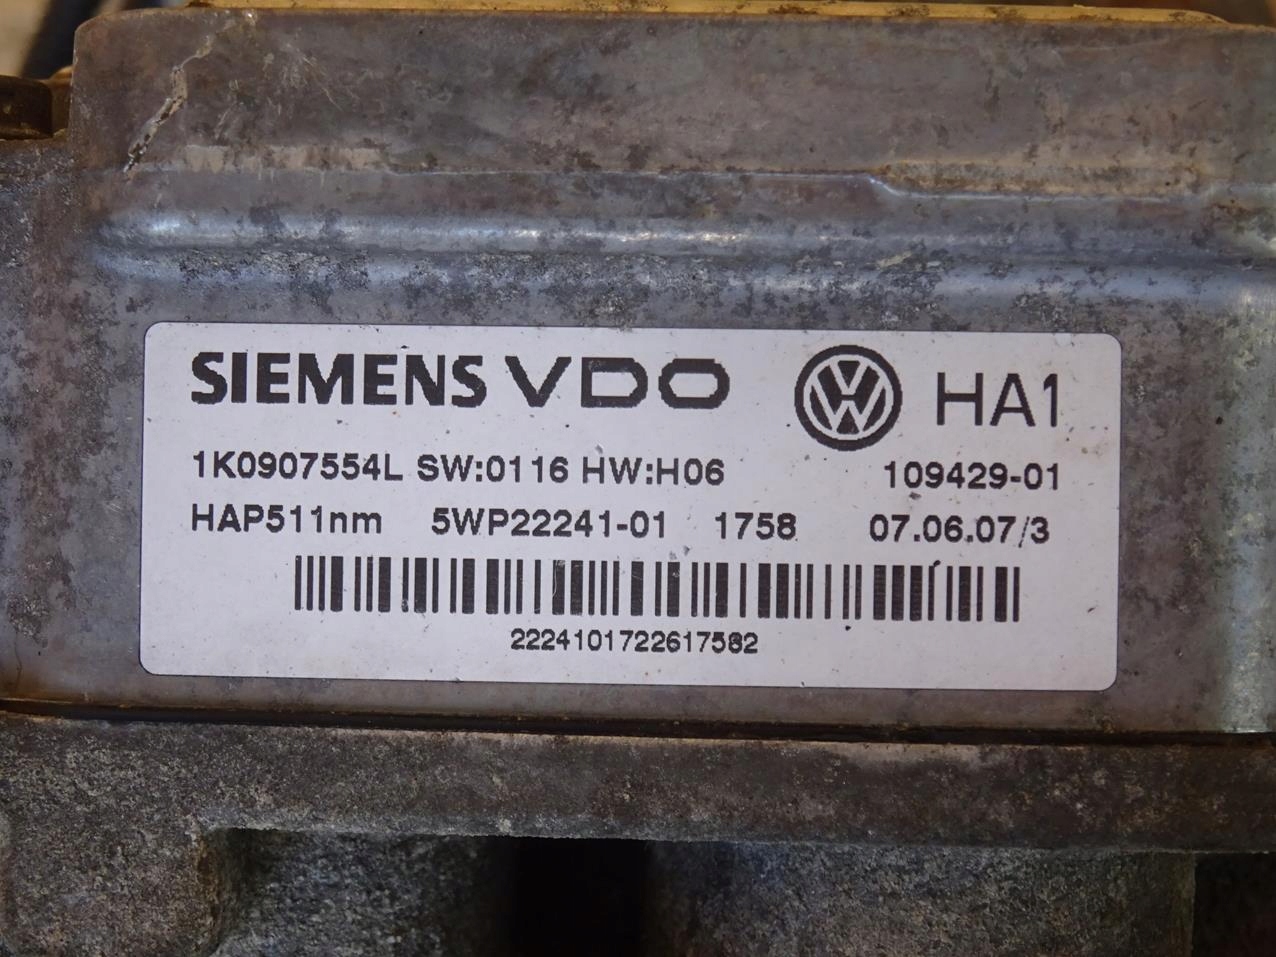 SIEMENS VDO HA1
1K0907554L SW:0116 HW:H06 109429-01
HAP511nm 5WP22241-01 1758 07.06.07/3
2224101722617582